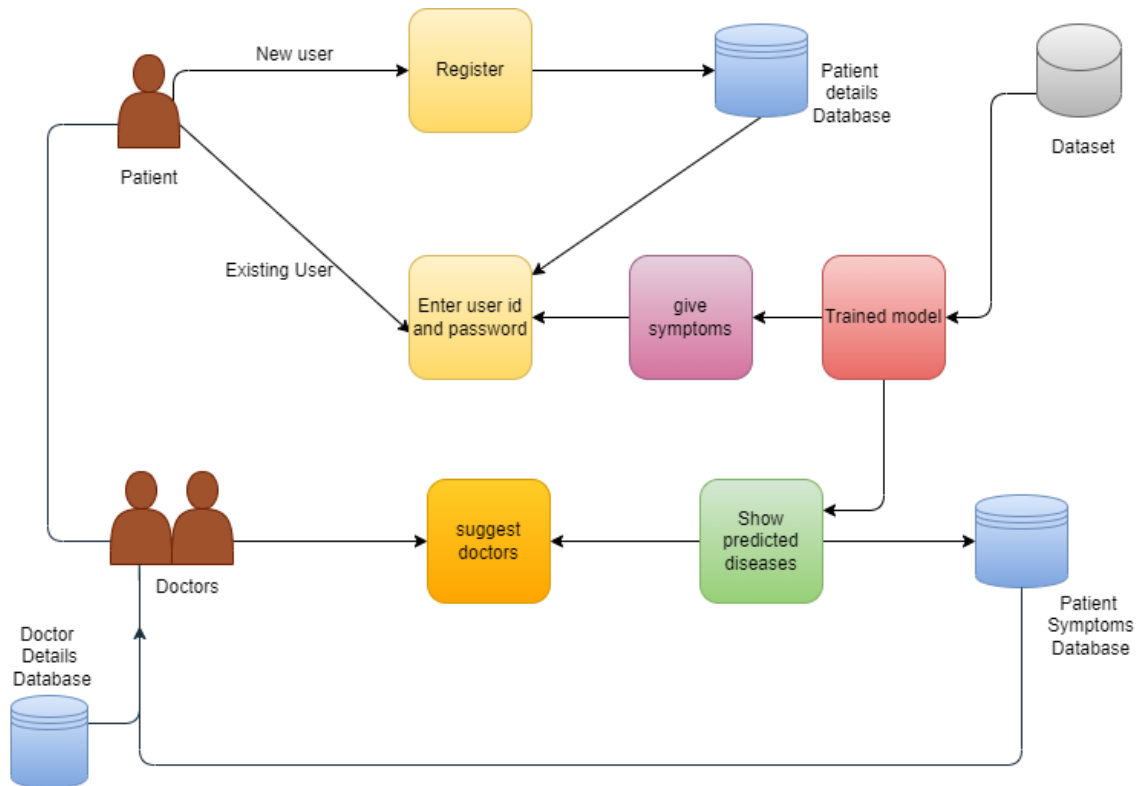 New user
Register
Patient
details
Database
Dataset
Patient
Existing User
Enter user id
and password
give
symptoms
Trained model
suggest
doctors
Show
predicted
diseases
Doctors
Patient
Symptoms
Database
Doctor
Details
Database